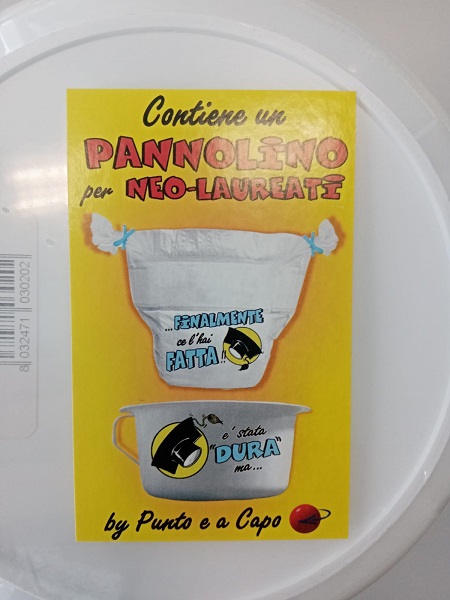 Contiene un
PANNOLINO
per NEO-LAUREATI
...FINALMENTE
ce l'hai
FATTA!!
e' stata
"DURA"
ma...
by Punto e a Capo
8 032471 030202